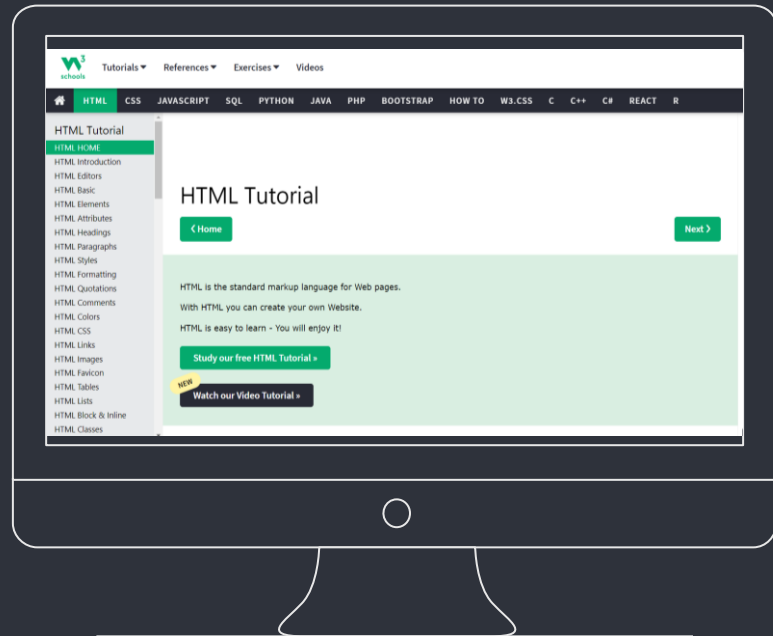 W3
schools
Tutorials References Exercises Videos
HTML CSS JAVASCRIPT SQL PYTHON JAVA PHP BOOTSTRAP HOW TO W3.CSS C C++ C# REACT R
HTML Tutorial
HTML HOME
HTML Introduction
HTML Editors
HTML Basic
HTML Elements
HTML Attributes
HTML Headings
HTML Paragraphs
HTML Styles
HTML Formatting
HTML Quotations
HTML Comments
HTML Colors
HTML CSS
HTML Links
HTML Images
HTML Favicon
HTML Tables
HTML Lists
HTML Block & Inline
HTML Classes
HTML Tutorial
❮ Home
Next ❯
HTML is the standard markup language for Web pages.
With HTML you can create your own Website.
HTML is easy to learn - You will enjoy it!
Study our free HTML Tutorial »
NEW
Watch our Video Tutorial »